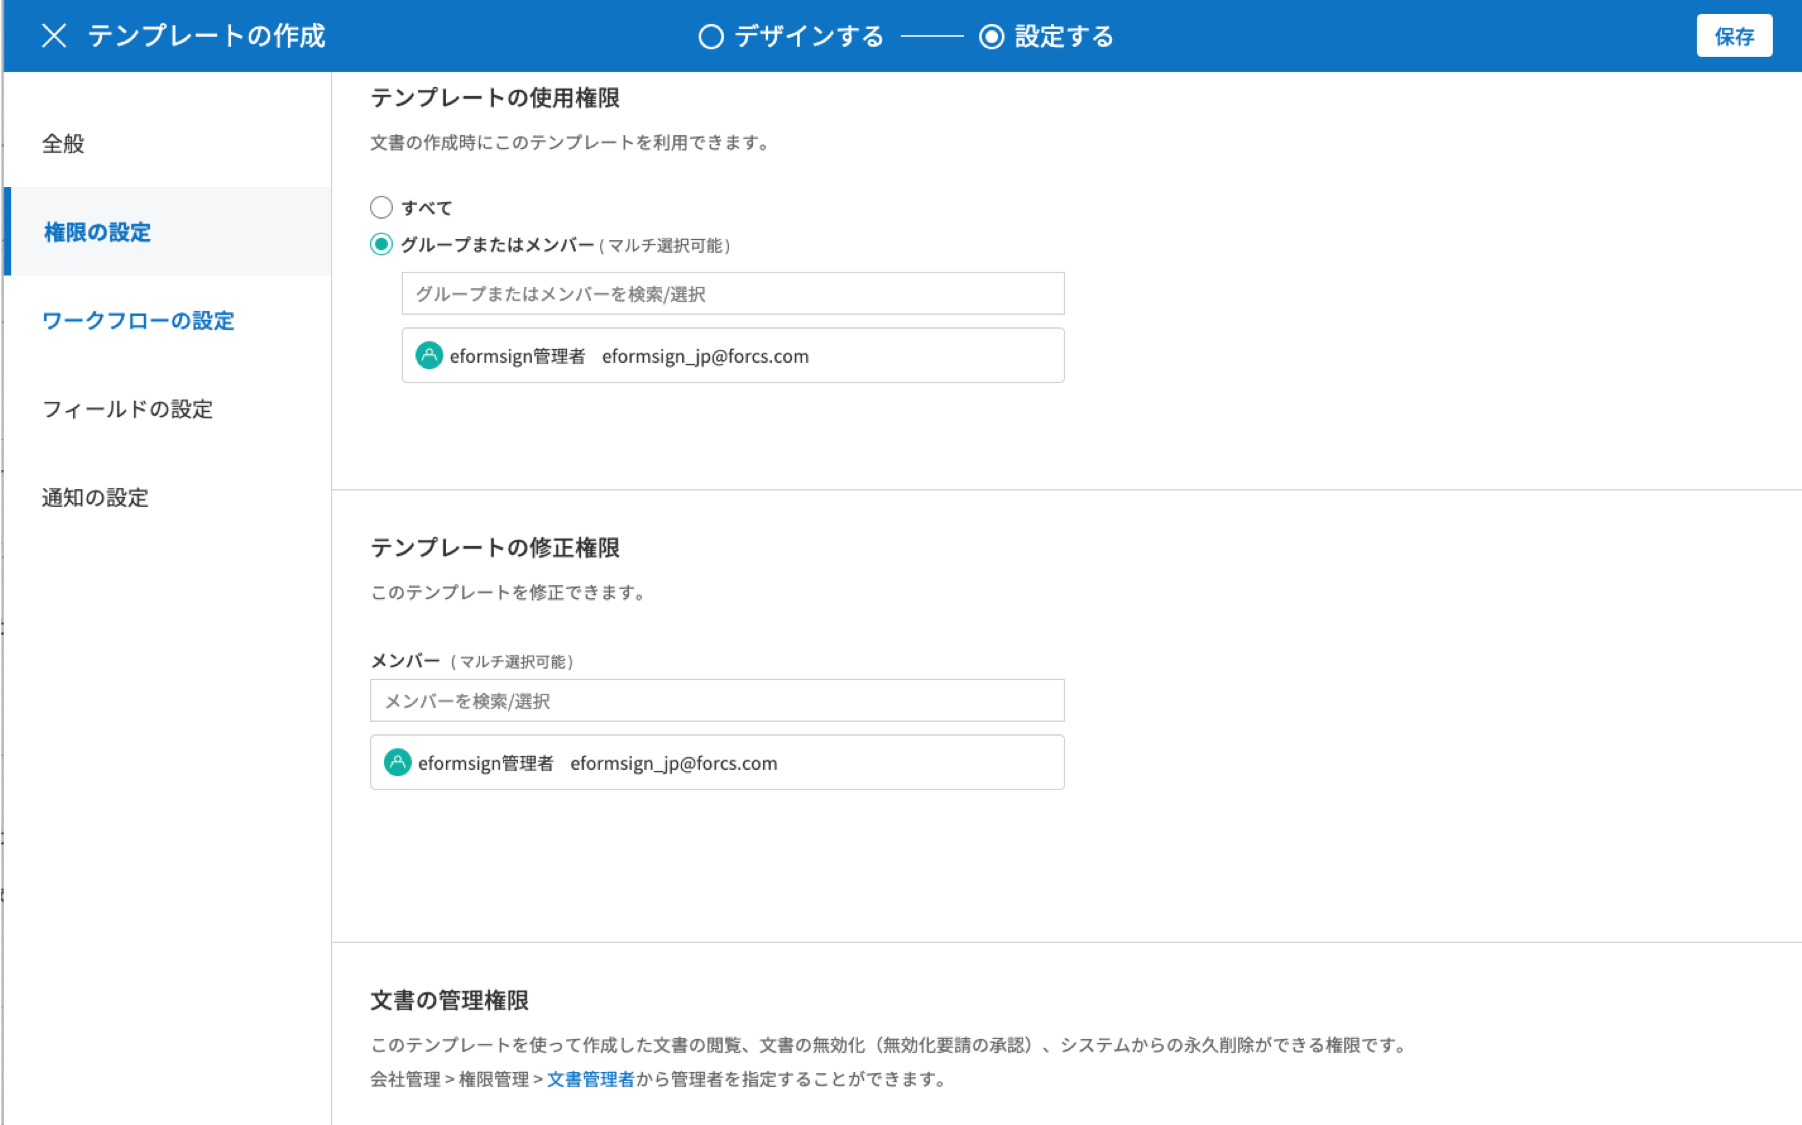 テンプレートの作成
デザインする
設定する
保存
全般
権限の設定
ワークフローの設定
フィールドの設定
通知の設定
テンプレートの使用権限
文書の作成時にこのテンプレートを利用できます。
すべて
グループまたはメンバー ( マルチ選択可能)
グループまたはメンバーを検索/選択
eformsign管理者 eformsign_jp@forcs.com
テンプレートの修正権限
このテンプレートを修正できます。
メンバー ( マルチ選択可能)
メンバーを検索/選択
eformsign管理者 eformsign_jp@forcs.com
文書の管理権限
このテンプレートを使って作成した文書の閲覧、文書の無効化（無効化要請の承認）、システムからの永久削除ができる権限です。
会社管理 > 権限管理 > 文書管理者から管理者を指定することができます。